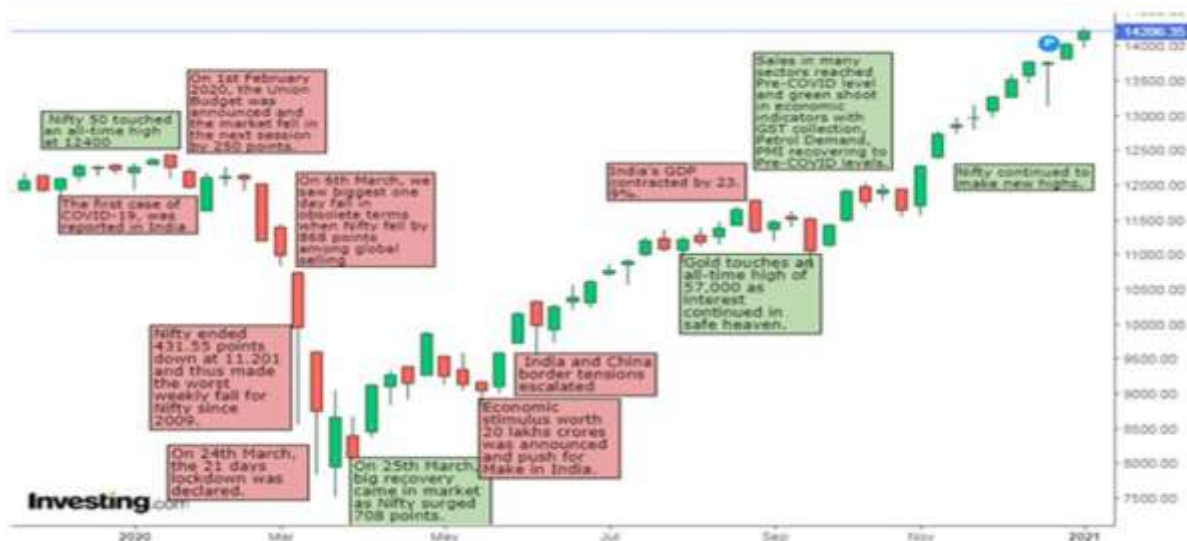 Nifty 50 touched
an all-time high
at 12400
On 1st February
2020, the Union
Budget was
announced and
the market fell in
the next session
by 250 points.
The first case of
COVID-19, was
reported in India
On 6th March, we
saw biggest one
day fall in
obsolete terms
when Nifty fell by
868 points
among global
selling
Nifty ended
431.55 points
down at 11.201
and thus made
the worst
weekly fall for
Nifty since
2009.
On 24th March,
the 21 days
lockdown was
declared.
On 25th March,
big recovery
came in market
as Nifty surged
708 points.
Economic
stimulus worth
20 lakhs crores
was announced
and push for
Make in India.
India and China
border tensions
escalated
India's GDP
contracted by 23.
9%.
Gold touches an
all-time high of
57,000 as
interest
continued in
safe heaven.
Sales in many
sectors reached
Pre-COVID level
and green shoot
in economic
indicators with
GST collection,
Petrol Demand,
PMI recovering to
Pre-COVID levels.
Nifty continued to
make new highs.
P
14206.35
14000.00
13500.00
13000.00
12500.00
12000.00
11500.00
11000.00
10500.00
10000.00
9500.00
9000.00
8500.00
8000.00
7500.00
Investing.com
2020 Mar May Jul Sep Nov 2021